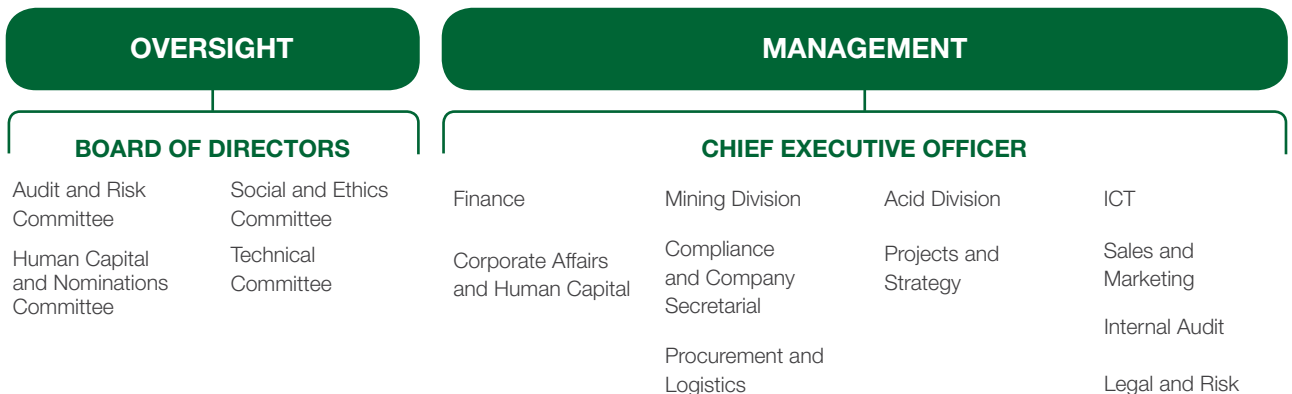 OVERSIGHT
BOARD OF DIRECTORS
Audit and Risk
Committee
Human Capital
and Nominations
Committee
Social and Ethics
Committee
Technical
Committee
MANAGEMENT
CHIEF EXECUTIVE OFFICER
Finance
Corporate Affairs
and Human Capital
Mining Division
Compliance
and Company
Secretarial
Procurement and
Logistics
Acid Division
Projects and
Strategy
ICT
Sales and
Marketing
Internal Audit
Legal and Risk